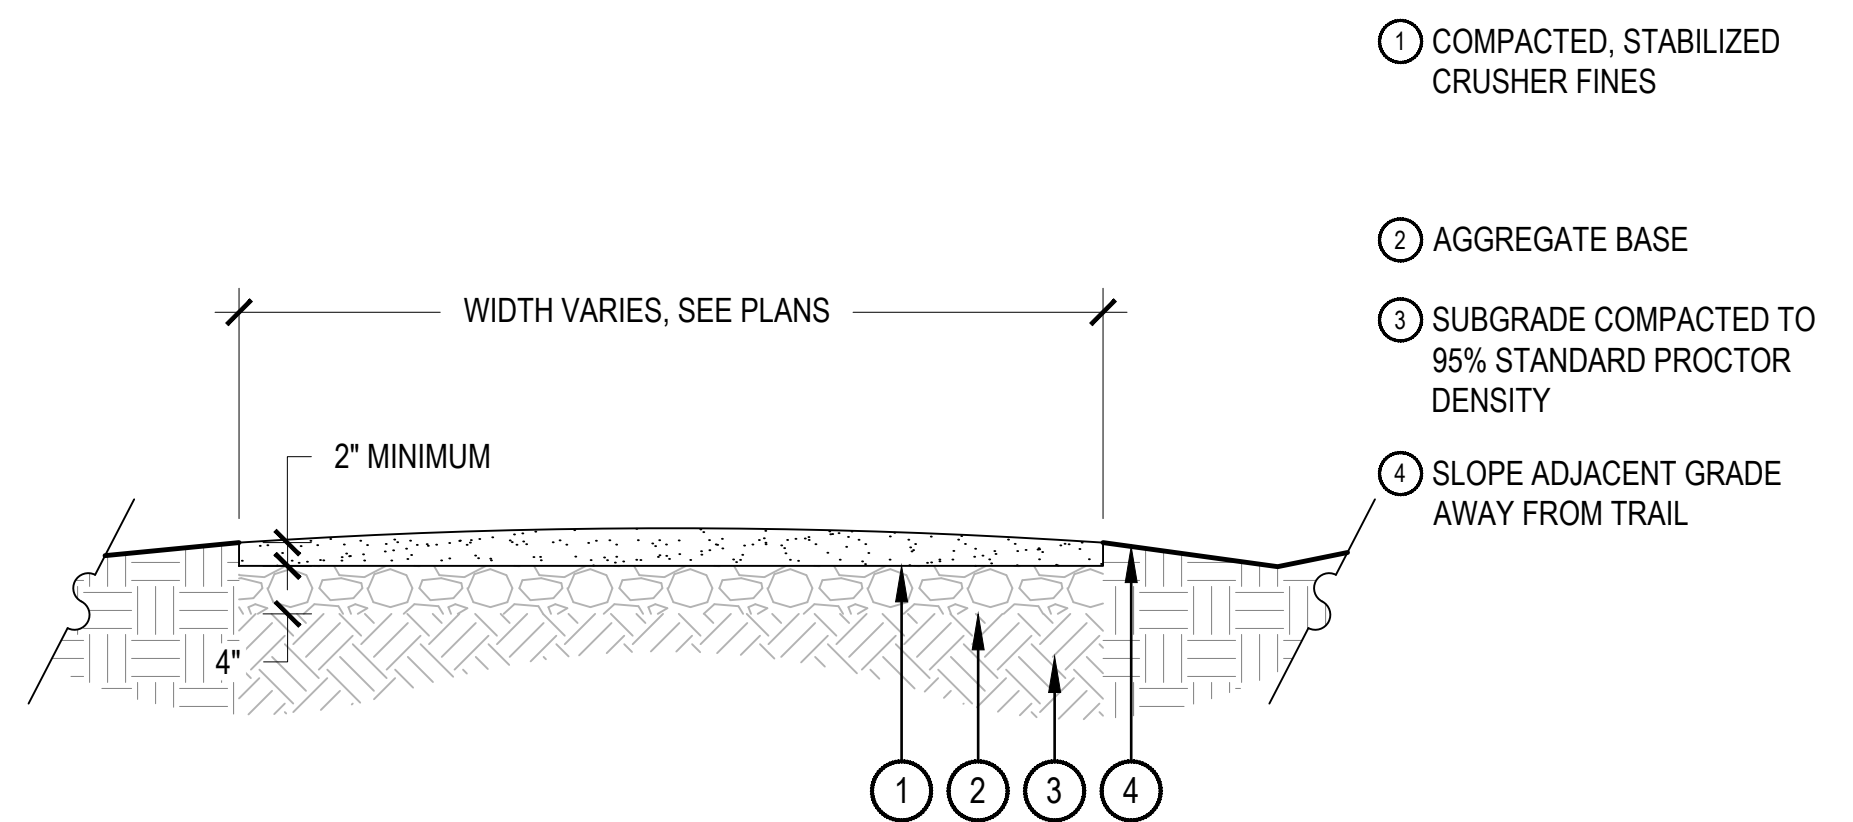 1 COMPACTED, STABILIZED
CRUSHER FINES
2 AGGREGATE BASE
WIDTH VARIES, SEE PLANS
3 SUBGRADE COMPACTED TO
95% STANDARD PROCTOR
DENSITY
2" MINIMUM
4 SLOPE ADJACENT GRADE
AWAY FROM TRAIL
4"
1 2 3 4